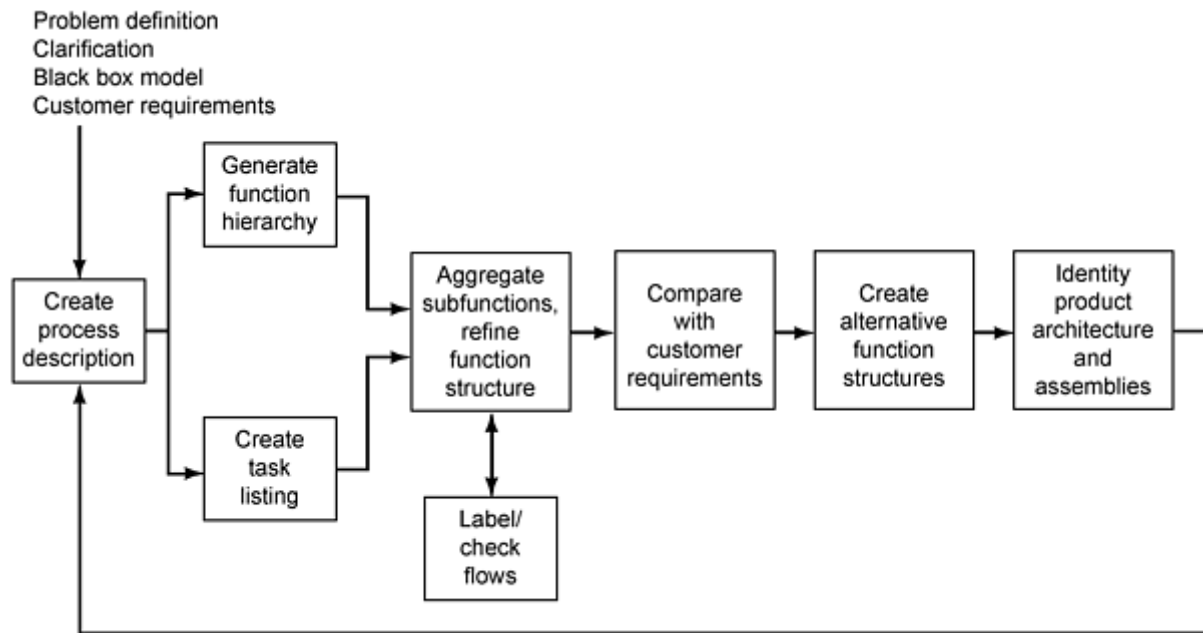 Problem definition
Clarification
Black box model
Customer requirements
Generate
function
hierarchy
Create
process
description
Create
task
listing
Aggregate
subfunctions,
refine
function
structure
Label/
check
flows
Compare
with
customer
requirements
Create
alternative
function
structures
Identity
product
architecture
and
assemblies